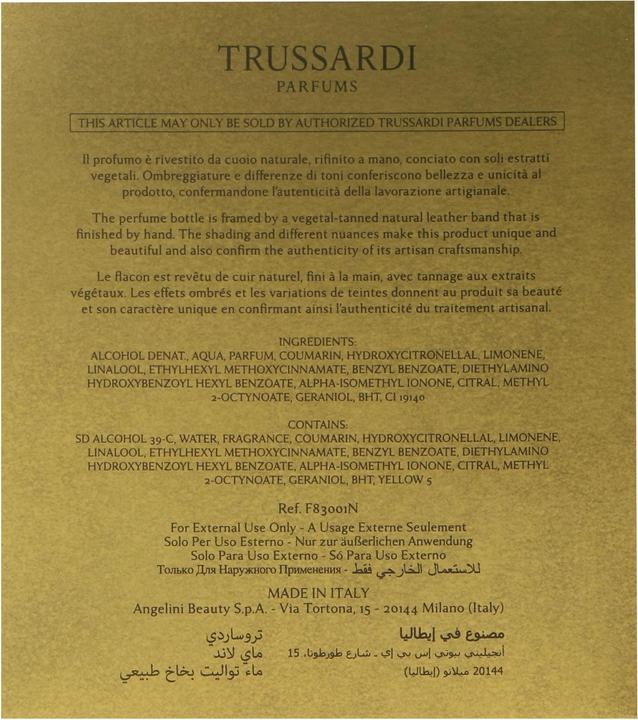 TRUSSARDI
PARFUMS
THIS ARTICLE MAY ONLY BE SOLD BY AUTHORIZED TRUSSARDI PARFUMS DEALERS
Il profumo è rivestito da cuoio naturale, rifinito a mano, conciato con soli estratti
vegetali. Ombreggiature e differenze di toni conferiscono bellezza e unicità al
prodotto, confermandone l'autenticità della lavorazione artigianale.
The perfume bottle is framed by a vegetal-tanned natural leather band that is
finished by hand. The shading and different nuances make this product unique and
beautiful and also confirm the authenticity of its artisan craftsmanship.
Le flacon est revêtu de cuir naturel, fini à la main, avec tannage aux extraits
végétaux. Les effets ombrés et les variations de teintes donnent au produit sa beauté
et son caractère unique en confirmant ainsi l'authenticité du traitement artisanal.
INGREDIENTS:
ALCOHOL DENAT., AQUA, PARFUM, COUMARIN, HYDROXYCITRONELLAL, LIMONENE,
LINALOOL, ETHYLHEXYL METHOXYCINNAMATE, BENZYL BENZOATE, DIETHYLAMINO
HYDROXYBENZOYL HEXYL BENZOATE, ALPHA-ISOMETHYL IONONE, CITRAL, METHYL
2-OCTYNOATE, GERANIOL, BHT, CI 19140
CONTAINS:
SD ALCOHOL 39-C, WATER, FRAGRANCE, COUMARIN, HYDROXYCITRONELLAL, LIMONENE,
LINALOOL, ETHYLHEXYL METHOXYCINNAMATE, BENZYL BENZOATE, DIETHYLAMINO
HYDROXYBENZOYL HEXYL BENZOATE, ALPHA-ISOMETHYL IONONE, CITRAL, METHYL
2-OCTYNOATE, GERANIOL, BHT, YELLOW 5
Ref. F83001N
For External Use Only - A Usage Externe Seulement
Solo Per Uso Esterno - Nur zur äußerlichen Anwendung
Solo Para Uso Externo - Só Para Uso Externo
Только Для Наружного Применения - للاستعمال الخارجي فقط
MADE IN ITALY
Angelini Beauty S.p.A. - Via Tortona, 15 - 20144 Milano (Italy)
مصنوع في إيطاليا
أنجيليني بيوتي إس بي إي - شارع طورطونا، 15
20144 ميلانو (إيطاليا)
تروساردي
ماي لاند
ماء تواليت بخاخ طبيعي